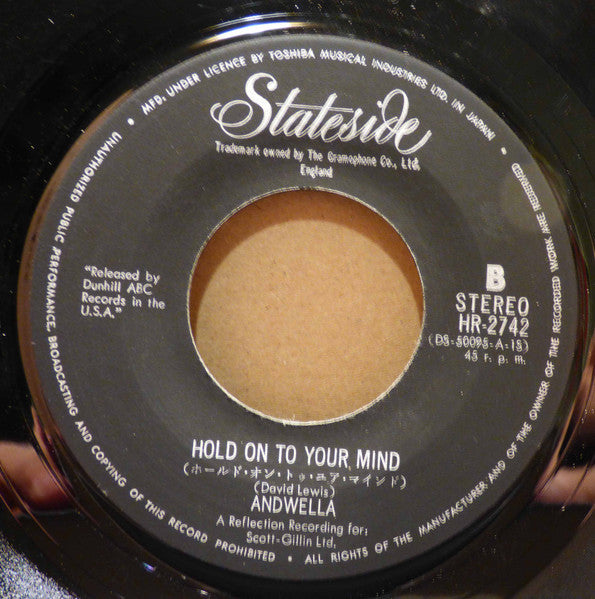 MFD. UNDER LICENCE BY TOSHIBA MUSICAL INDUSTRIES LTD. IN JAPAN • ALL RIGHTS OF THE MANUFACTURER AND OF THE OWNER OF THE RECORDED WORK ARE RESERVED.
UNAUTHORIZED PUBLIC PERFORMANCE, BROADCASTING AND COPYING OF THIS RECORD PROHIBITED •
Stateside
Trademark owned by The Gramophone Co., Ltd.
England
"Released by
Dunhill ABC
Records in the
U.S.A."
B
STEREO
HR-2742
(DS-50095-A-1S)
45 r. p. m.
HOLD ON TO YOUR MIND
(ホールド・オン・トゥ・ユア・マインド)
(David Lewis)
ANDWELLA
A Reflection Recording for:
Scott-Gillin Ltd.